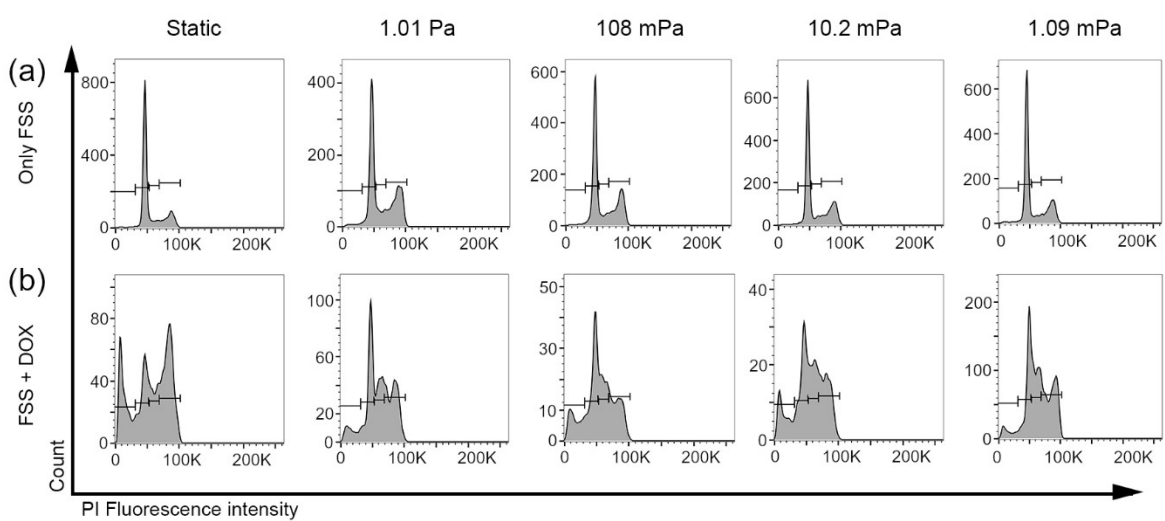 Static 1.01 Pa 108 mPa 10.2 mPa 1.09 mPa
(a)
Only FSS
800
400
0
0 100K 200K
400
200
0
0 100K 200K
600
400
200
0
0 100K 200K
600
400
200
0
0 100K 200K
600
400
200
0
0 100K 200K
(b)
FSS + DOX
80
40
0
0 100K 200K
100
60
20
0
0 100K 200K
50
30
10
0
0 100K 200K
40
20
0
0 100K 200K
200
100
0
0 100K 200K
Count
PI Fluorescence intensity